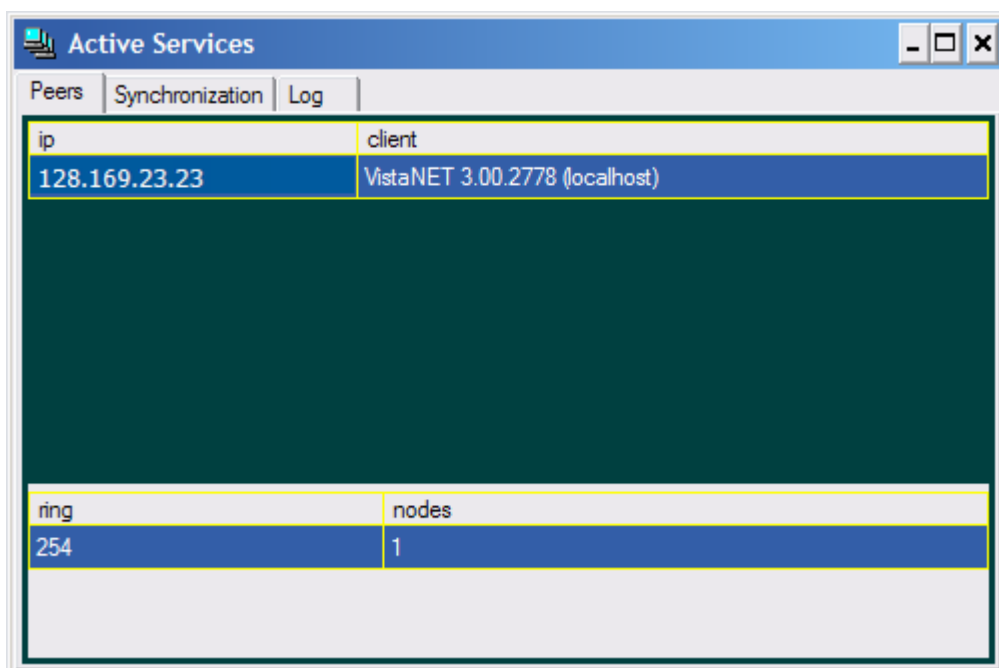 Active Services
Peers Synchronization Log
ip client
128.169.23.23 VistaNET 3.00.2778 (localhost)
ring nodes
254 1